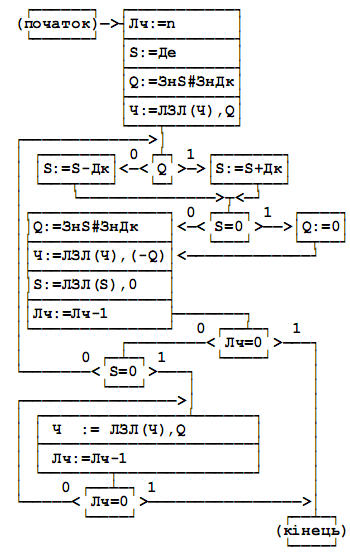 (початок) Лч:=n
S:=Де
Q:=ЗнS#ЗнДк
Ч:=ЛЗЛ(Ч),Q
0 1
S:=S-Дк Q S:=S+Дк
0 1
Q:=ЗнS#ЗнДк S=0 Q:=0
Ч:=ЛЗЛ(Ч),(-Q)
S:=ЛЗЛ(S),0
Лч:=Лч-1
0 1
Лч=0
0 1
S=0
Ч := ЛЗЛ(Ч),Q
Лч:=Лч-1
0 1
Лч=0
(кінець)